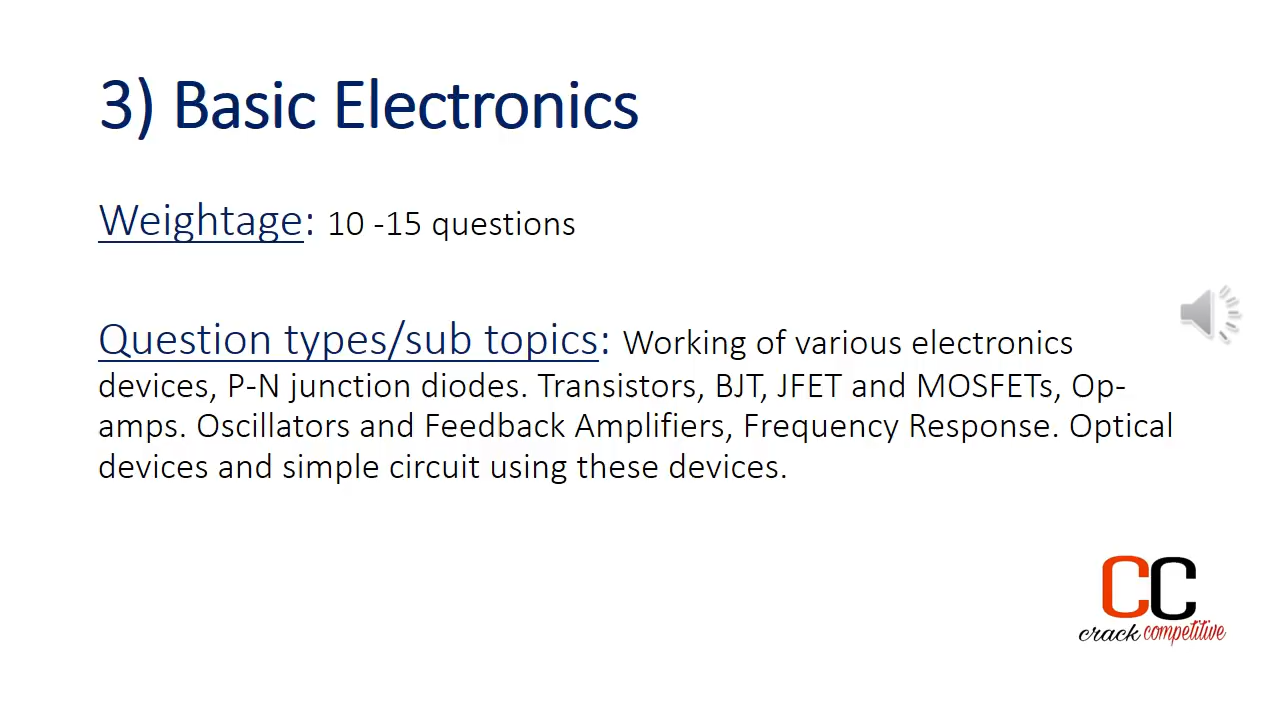 3) Basic Electronics
Weightage: 10 -15 questions
Question types/sub topics: Working of various electronics
devices, P-N junction diodes. Transistors, BJT, JFET and MOSFETs, Op-
amps. Oscillators and Feedback Amplifiers, Frequency Response. Optical
devices and simple circuit using these devices.
CC
crack competitive